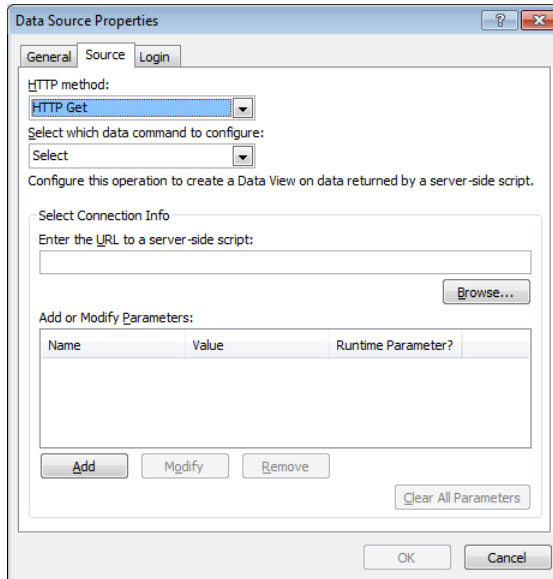 Data Source Properties
General Source Login
HTTP method:
HTTP Get
Select which data command to configure:
Select
Configure this operation to create a Data View on data returned by a server-side script.
Select Connection Info
Enter the URL to a server-side script:
Browse...
Add or Modify Parameters:
Name Value Runtime Parameter?
Add Modify Remove
Clear All Parameters
OK Cancel